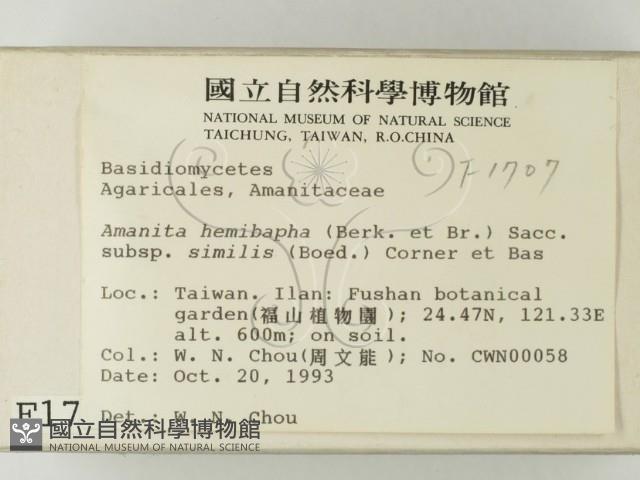 國立自然科學博物館
NATIONAL MUSEUM OF NATURAL SCIENCE
TAICHUNG, TAIWAN, R.O.CHINA
Basidiomycetes
F1707
Agaricales, Amanitaceae
Amanita hemibapha (Berk. et Br.) Sacc.
subsp. similis (Boed.) Corner et Bas
Loc.: Taiwan. Ilan: Fushan botanical
garden(福山植物園); 24.47N, 121.33E
alt. 600m; on soil.
Col.: W. N. Chou(周文能); No. CWN00058
Date: Oct. 20, 1993
Det.: W. N. Chou
國立自然科學博物館
NATIONAL MUSEUM OF NATURAL SCIENCE